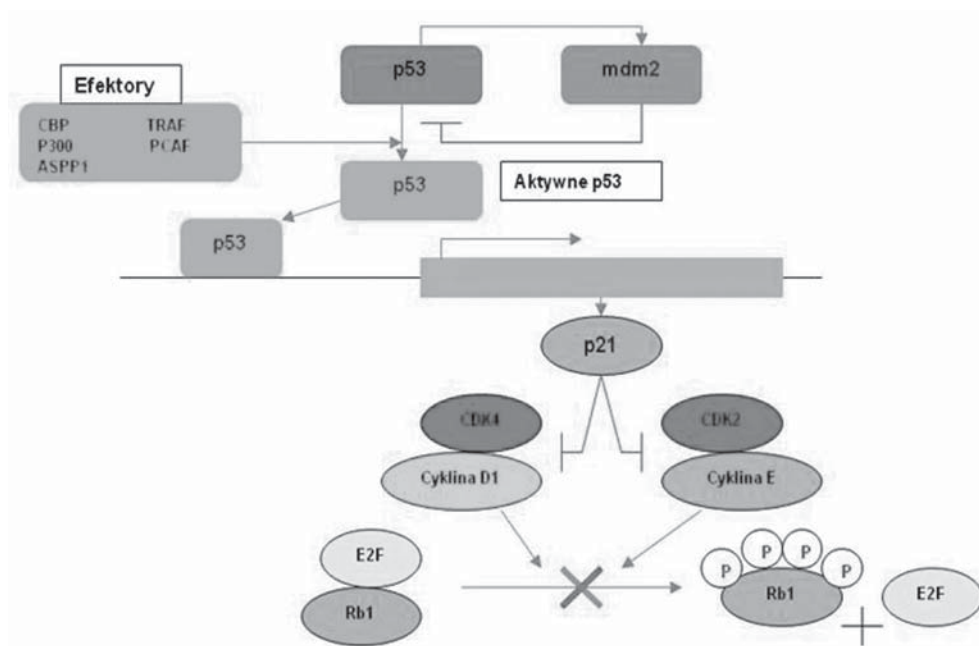 p53
mdm2
Efektory
CBP TRAF
P300 PCAF
ASPP1
p53
Aktywne p53
p53
p21
CDK4
CDK2
Cyklina D1
Cyklina E
E2F
Rb1
P
P
P
P
Rb1
E2F